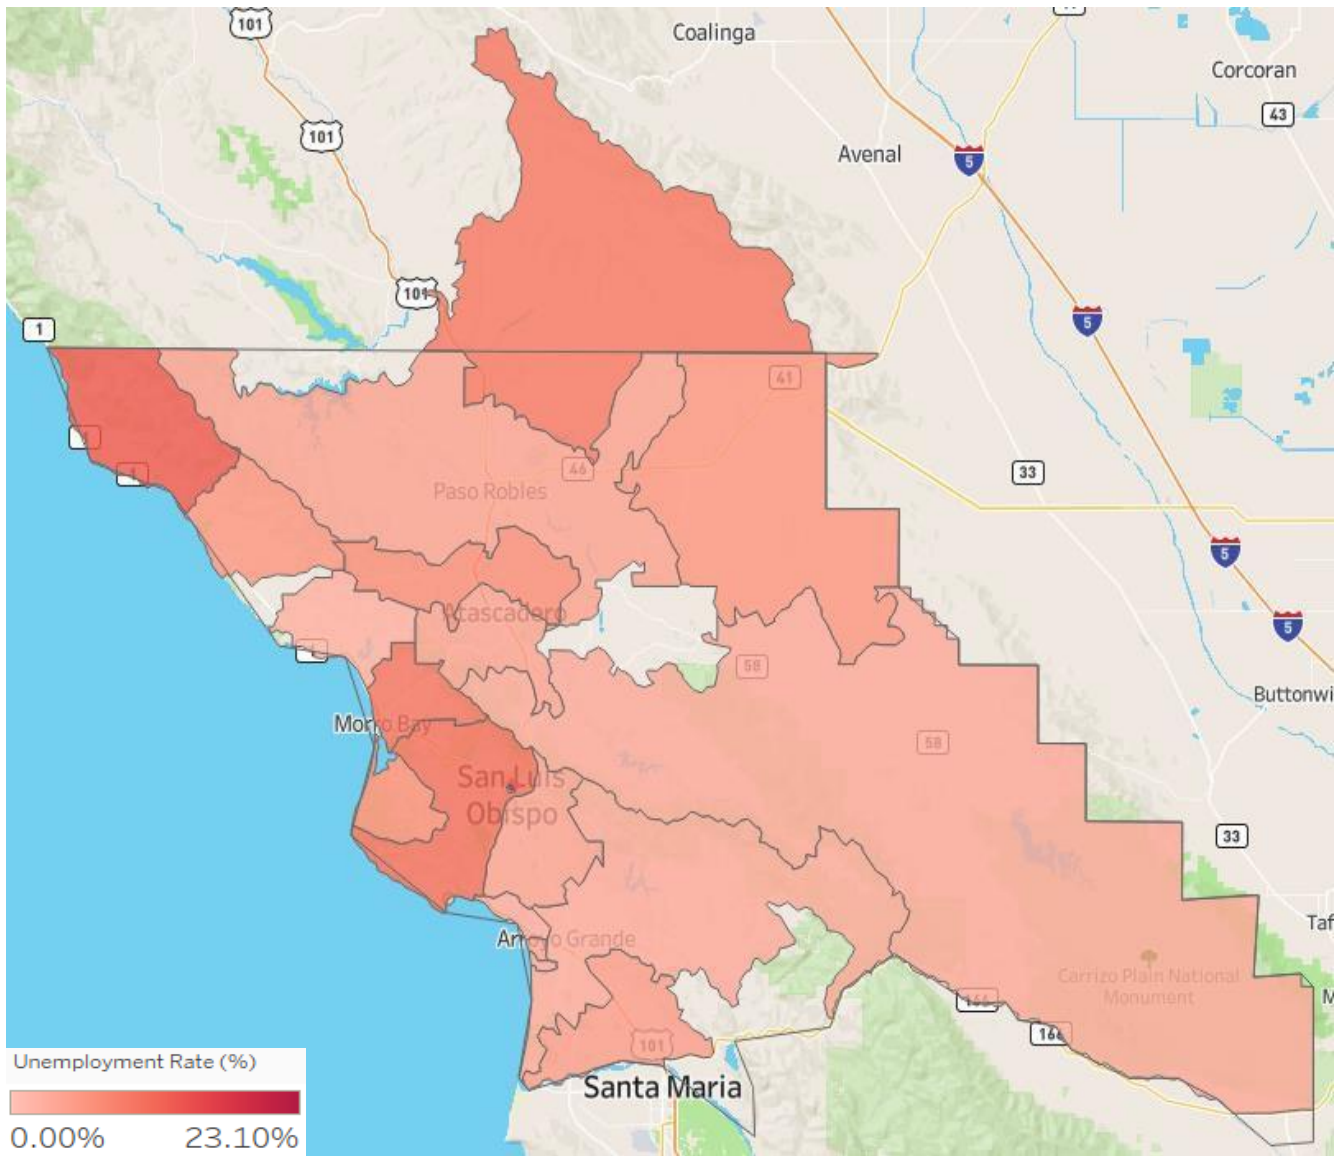 101
Coalinga
Corcoran
43
101
Avenal
5
101
1
5
41
46
33
Paso Robles
5
Atascadero
5
58
Buttonwi
Morro Bay
58
San Luis
Obispo
33
Taf
Arroyo Grande
Carrizo Plain National
Monument
M
166
166
101
Santa Maria
Unemployment Rate (%)
0.00%
23.10%